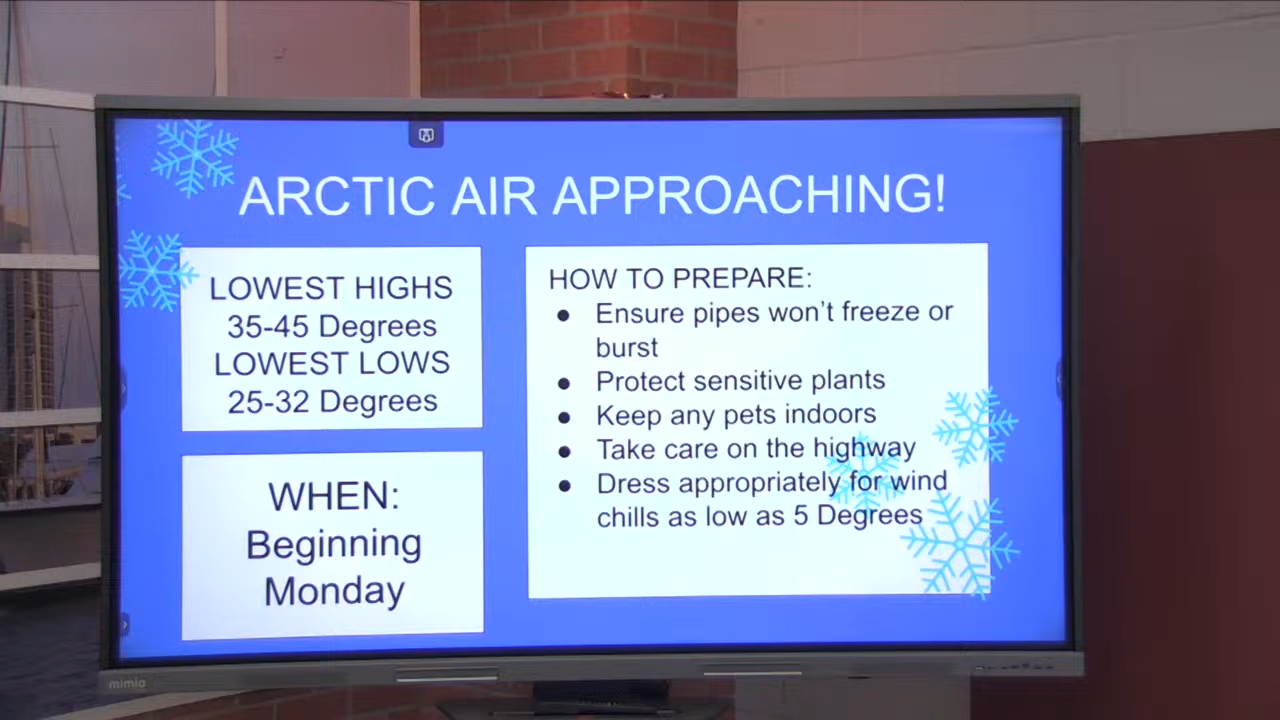 ARCTIC AIR APPROACHING!
LOWEST HIGHS
35-45 Degrees
LOWEST LOWS
25-32 Degrees
WHEN:
Beginning
Monday
HOW TO PREPARE:
● Ensure pipes won't freeze or
burst
● Protect sensitive plants
● Keep any pets indoors
● Take care on the highway
● Dress appropriately for wind
chills as low as 5 Degrees
mimio